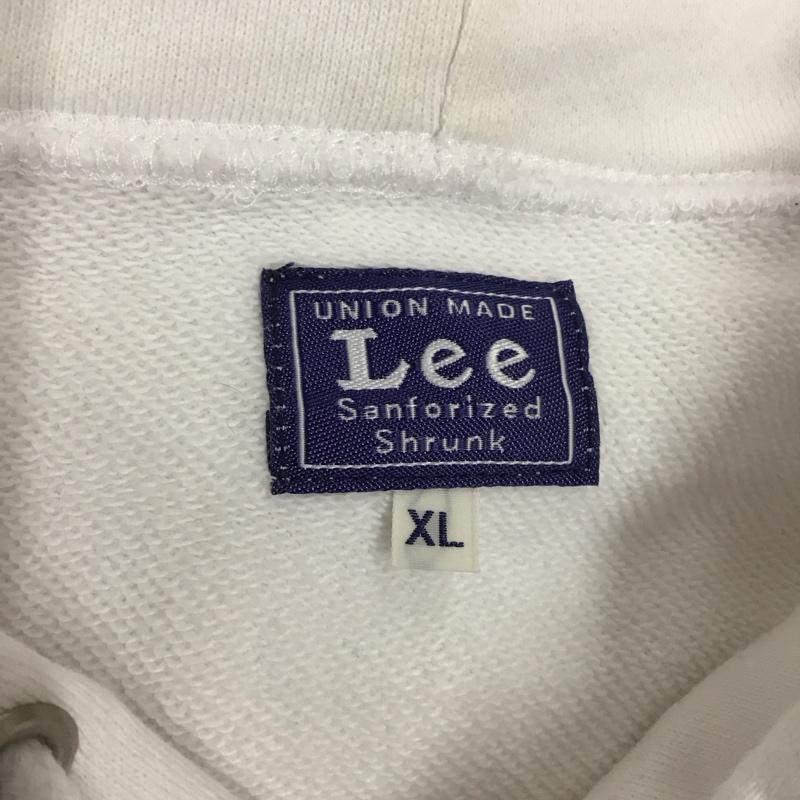 UNION MADE
Lee
Sanforized
Shrunk
XL